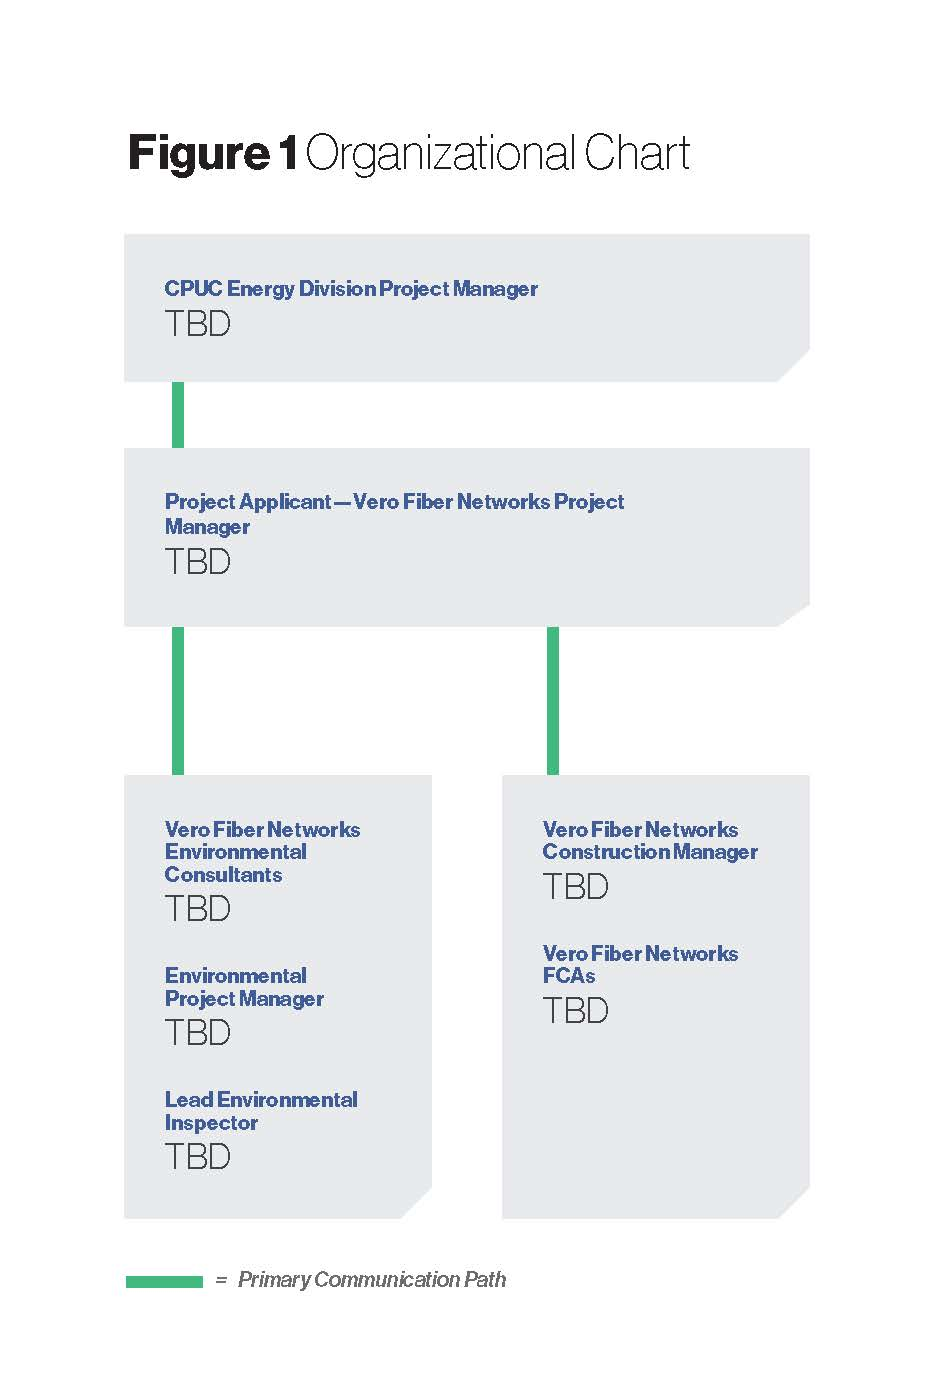 Figure 1 Organizational Chart
CPUC Energy Division Project Manager
TBD
Project Applicant—Vero Fiber Networks Project
Manager
TBD
Vero Fiber Networks
Environmental
Consultants
TBD
Environmental
Project Manager
TBD
Lead Environmental
Inspector
TBD
Vero Fiber Networks
Construction Manager
TBD
Vero Fiber Networks
FCAs
TBD
= Primary Communication Path